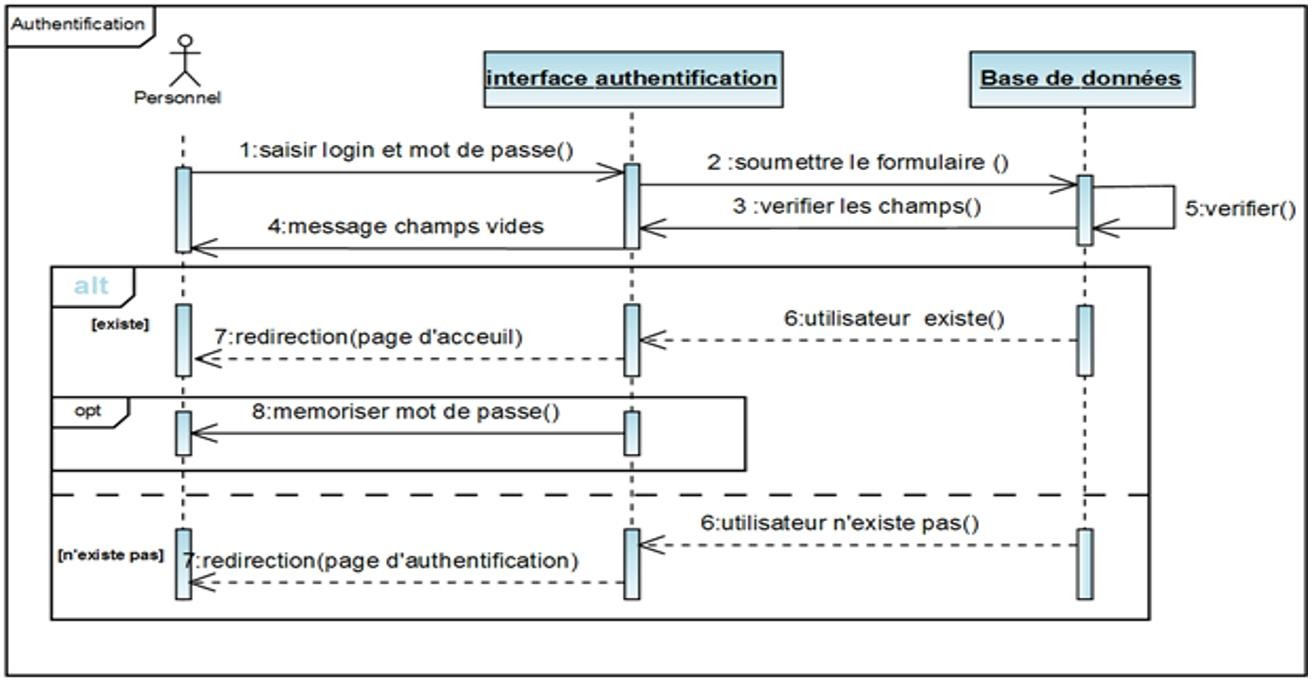 Authentification
Personnel
interface authentification
Base de données
1:saisir login et mot de passe()
2 :soumettre le formulaire ()
3 :verifier les champs()
5:verifier()
4:message champs vides
alt
[existe]
6:utilisateur existe()
7:redirection(page d'acceuil)
opt
8:memoriser mot de passe()
6:utilisateur n'existe pas()
[n'existe pas]
7:redirection(page d'authentification)